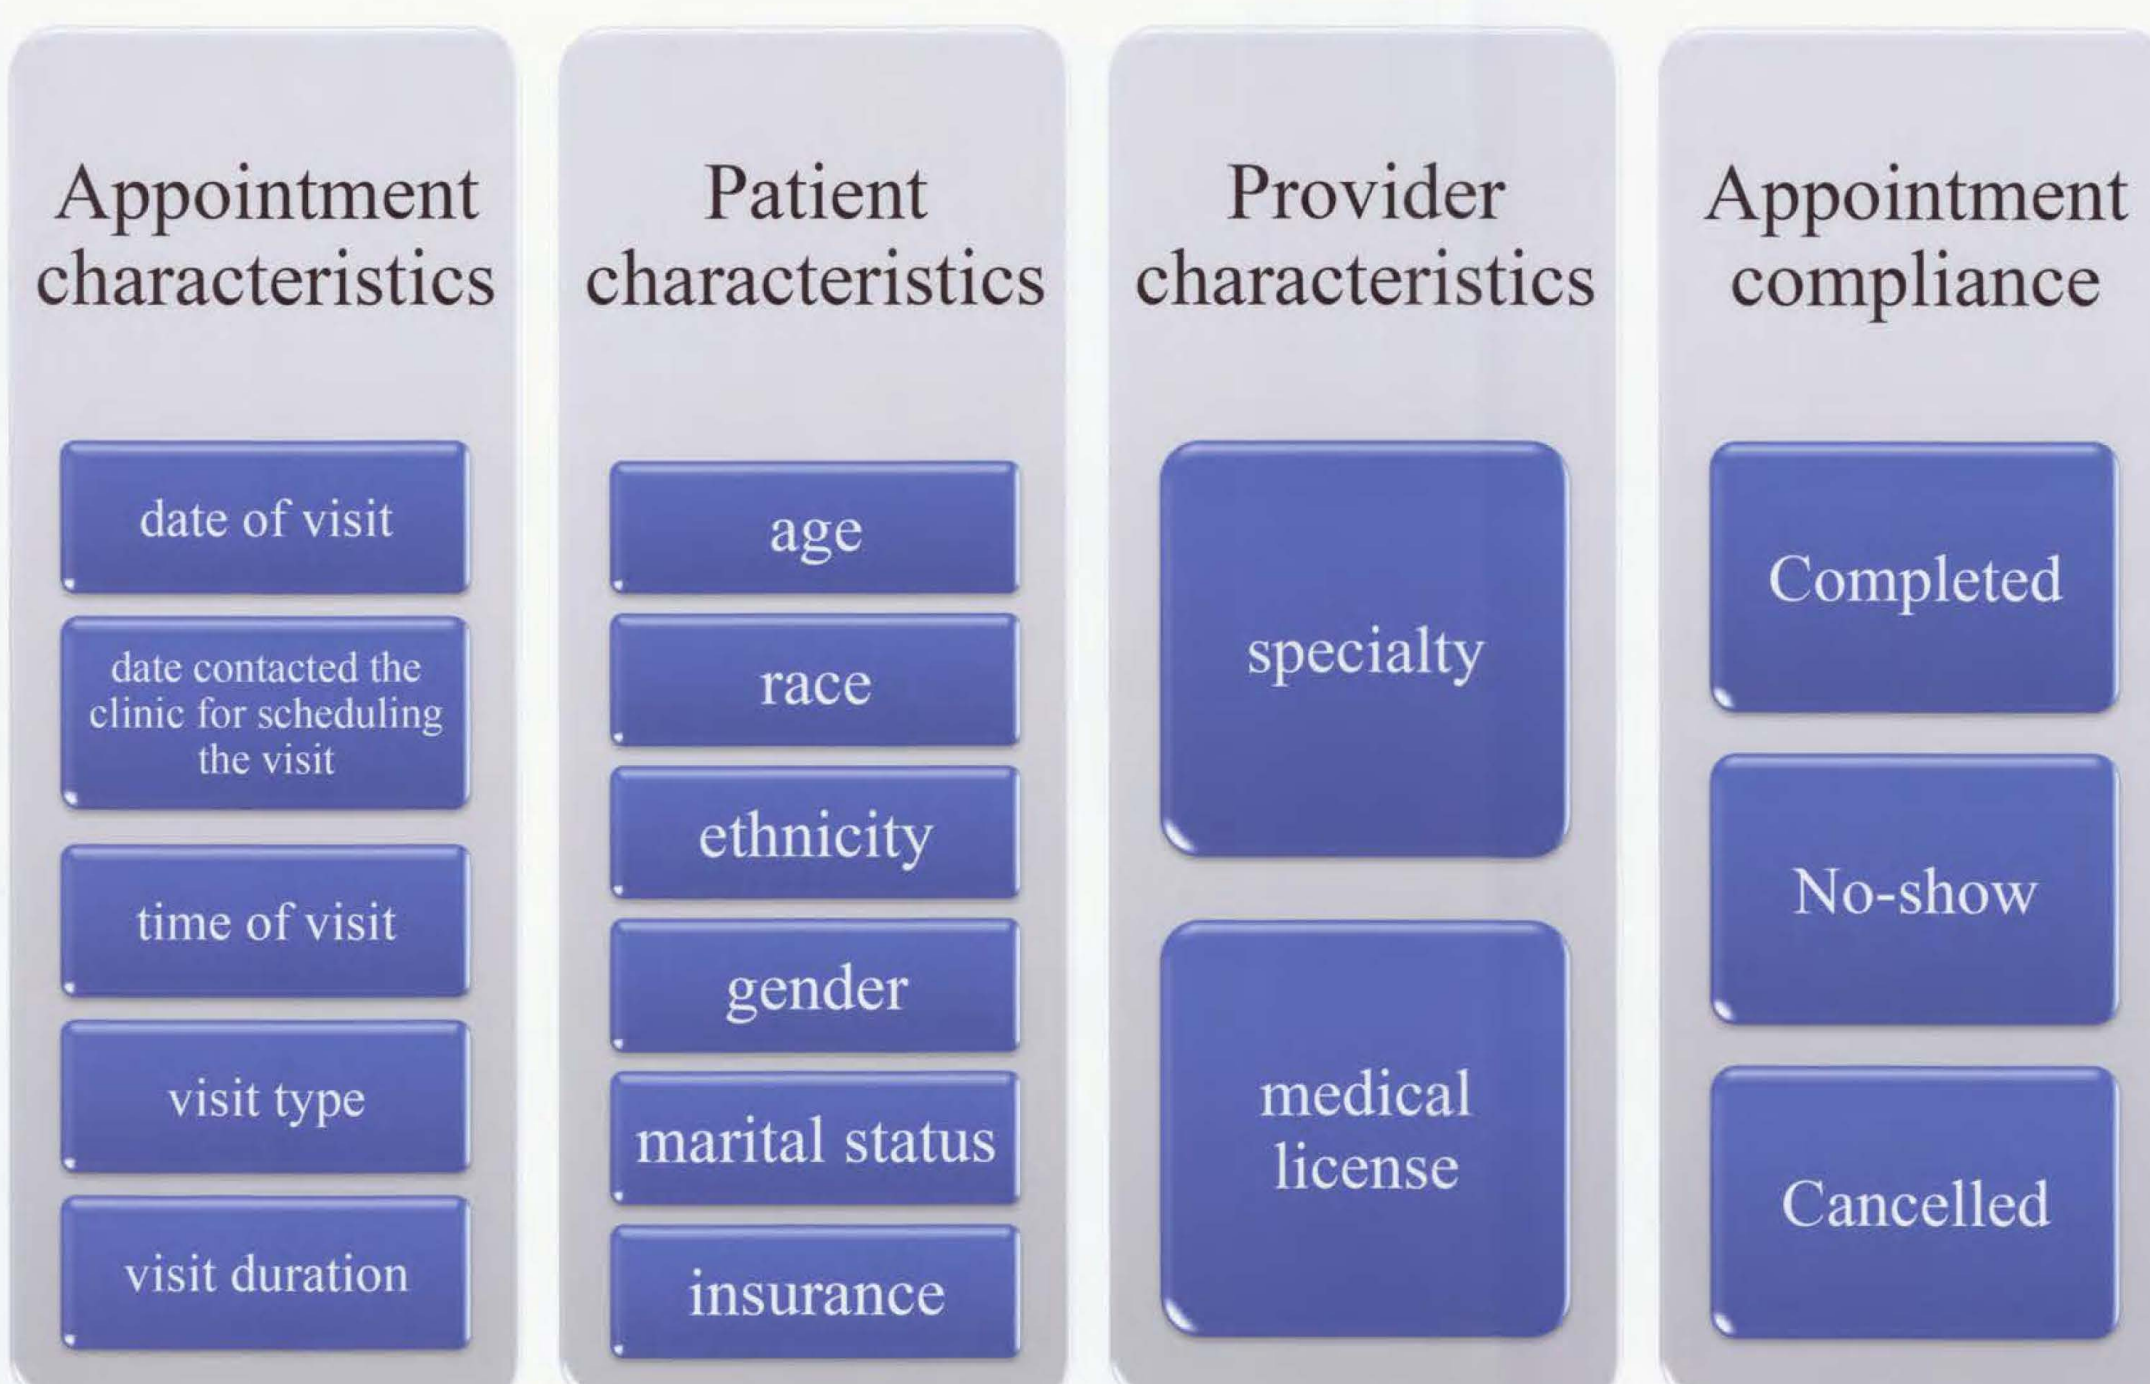 Appointment
characteristics
date of visit
date contacted the
clinic for scheduling
the visit
time of visit
visit type
visit duration
Patient
characteristics
age
race
ethnicity
gender
marital status
insurance
Provider
characteristics
specialty
medical
license
Appointment
compliance
Completed
No-show
Cancelled